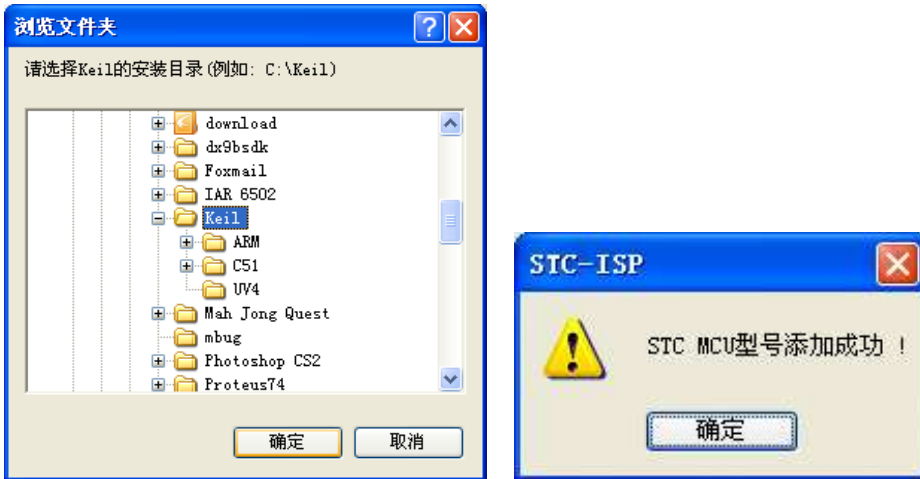 浏览文件夹
请选择Keil的安装目录(例如: C:\Keil)
download
dx9bsdk
Foxmail
IAR 6502
Keil
ARM
C51
UV4
Mah Jong Quest
mbug
Photoshop CS2
Proteus74
确定
取消
STC-ISP
STC MCU型号添加成功 !
确定